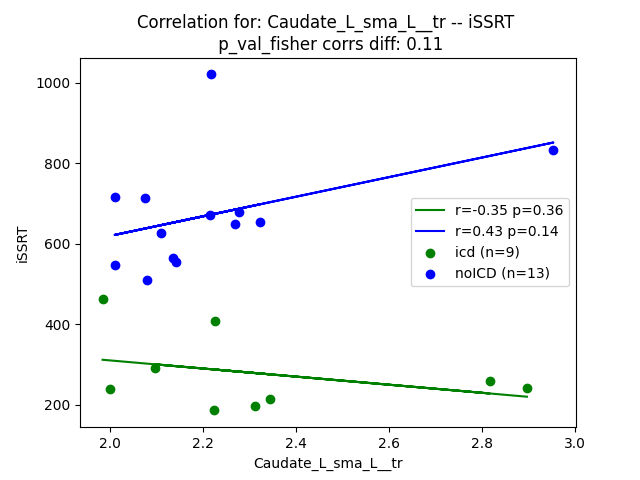 Correlation for: Caudate_L_sma_L__tr -- iSSRT
p_val_fisher corrs diff: 0.11
1000
800
600
400
200
iSSRT
r=-0.35 p=0.36
r=0.43 p=0.14
icd (n=9)
noICD (n=13)
2.0 2.2 2.4 2.6 2.8 3.0
Caudate_L_sma_L__tr